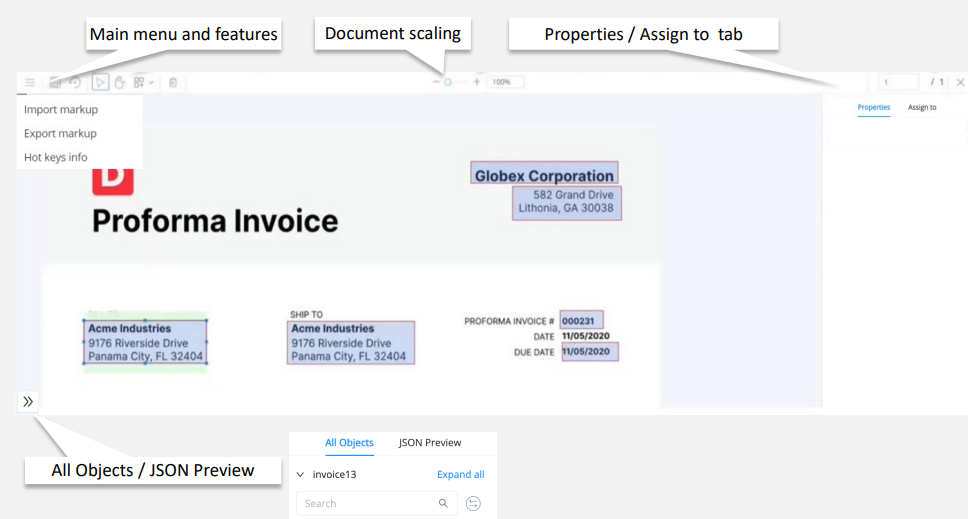 Main menu and features
Document scaling
Properties / Assign to tab
100%
1 / 1
Import markup
Export markup
Hot keys info
Properties Assign to
Globex Corporation
582 Grand Drive
Lithonia, GA 30038
Proforma Invoice
SHIP TO
Acme Industries
9176 Riverside Drive
Panama City, FL 32404
Acme Industries
9176 Riverside Drive
Panama City, FL 32404
PROFORMA INVOICE # 000231
DATE 11/05/2020
DUE DATE 11/05/2020
All Objects / JSON Preview
All Objects JSON Preview
invoice13 Expand all
Search